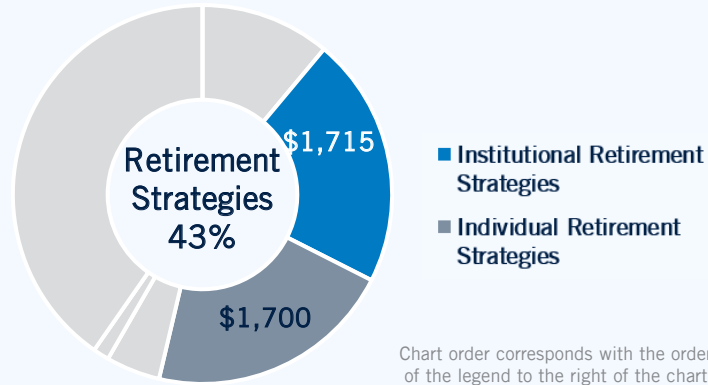 $1,715
Retirement
Strategies
43%
$1,700
Institutional Retirement
Strategies
Individual Retirement
Strategies
Chart order corresponds with the order
of the legend to the right of the chart